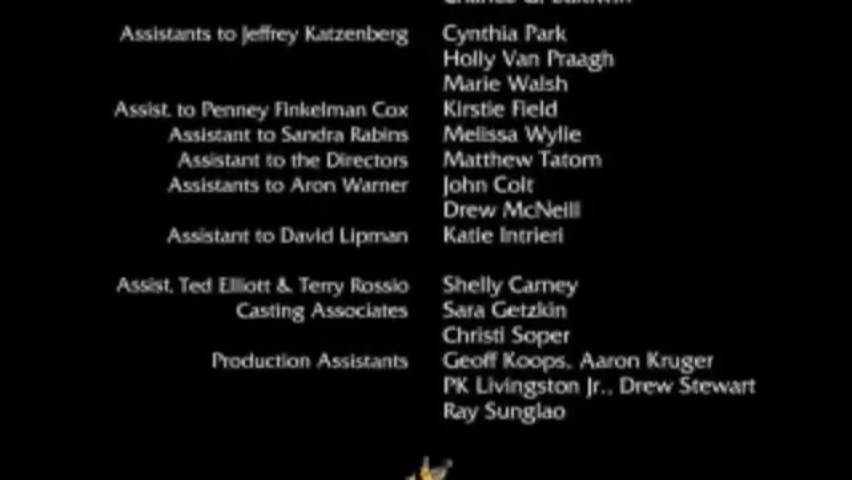 Assistants to Jeffrey Katzenberg Cynthia Park
Holly Van Praagh
Marie Walsh
Assist. to Penney Finkelman Cox Kirstie Field
Assistant to Sandra Rabins Melissa Wylie
Assistant to the Directors Matthew Tatom
Assistants to Aron Warner John Colt
Drew McNeill
Assistant to David Lipman Katie Intrieri
Assist. Ted Elliott & Terry Rossio Shelly Carney
Casting Associates Sara Getzkin
Christi Soper
Production Assistants Geoff Koops, Aaron Kruger
PK Livingston Jr., Drew Stewart
Ray Sunglao